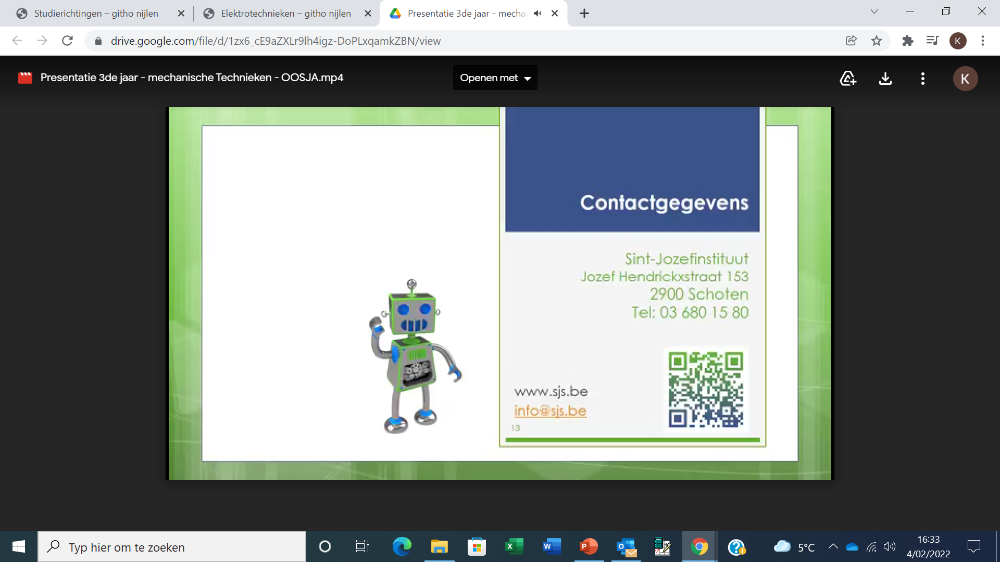 Studierichtingen – githo nijlen
Elektrotechnieken – githo nijlen
Presentatie 3de jaar - mecha
drive.google.com/file/d/1zx6_cE9aZXLr9lh4igz-DoPLxqamkZBN/view
K
Presentatie 3de jaar - mechanische Technieken - OOSJA.mp4
Openen met
K
Contactgegevens
Sint-Jozefinstituut
Jozef Hendrickxstraat 153
2900 Schoten
Tel: 03 680 15 80
www.sjs.be
info@sjs.be
13
Typ hier om te zoeken
5°C
16:33
4/02/2022